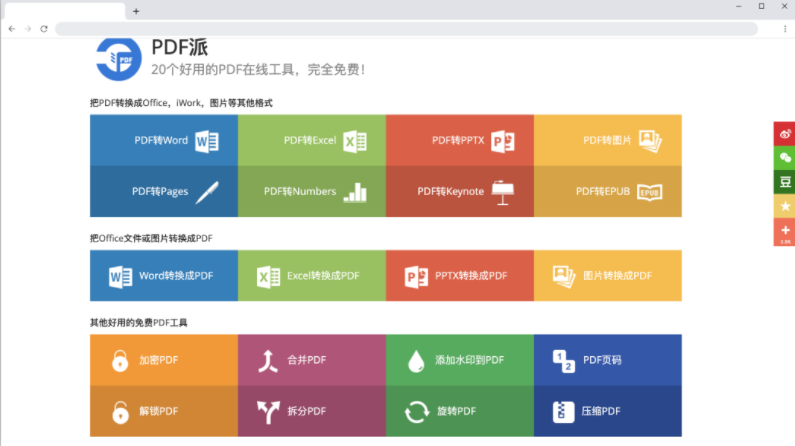 PDF派
20个好用的PDF在线工具，完全免费！
把PDF转换成Office，iWork，图片等其他格式
PDF转Word
PDF转Excel
PDF转PPTX
PDF转图片
PDF转Pages
PDF转Numbers
PDF转Keynote
PDF转EPUB
把Office文件或图片转换成PDF
Word转换成PDF
Excel转换成PDF
PPTX转换成PDF
图片转换成PDF
其他好用的免费PDF工具
加密PDF
合并PDF
添加水印到PDF
PDF页码
解锁PDF
拆分PDF
旋转PDF
压缩PDF